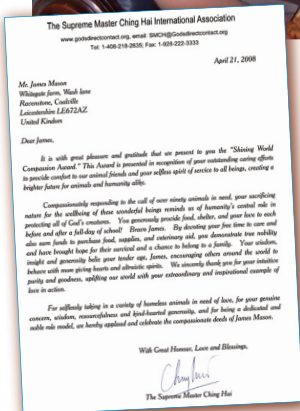 The Supreme Master Ching Hai International Association
www.godsdirectcontact.org, email: SMCH@Godsdirectcontact.org
Tel: 1-408-218-2635; Fax: 1-928-222-3333
April 21, 2008
Mr. James Mason
Whitegate farm, Wash lane
Ravenstone, Coalville
Leicestershire LE672AZ
United Kindom
Dear James,
It is with great pleasure and gratitude that we present to you the "Shining World
Compassion Award." This Award is presented in recognition of your outstanding caring efforts
to provide comfort to our animal friends and your selfless spirit of service to all beings, creating a
brighter future for animals and humanity alike.
Compassionately responding to the call of over ninety animals in need, your sacrificing
nature for the wellbeing of these wonderful beings reminds us of humanity's central role in
protecting all of God's creatures. You generously provide food, shelter, and your love to each
before and after a full-day of school! Bravo James. By devoting your free time to care and
also earn funds to purchase food, supplies, and veterinary aid, you demonstrate true nobility
and have brought hope for their survival and a chance to belong to a family. Your wisdom,
insight and generosity belie your tender age, James, encouraging others around the world to
behave with more giving hearts and altruistic spirits. We sincerely thank you for your intuitive
purity and goodness, uplifting our world with your extraordinary and inspirational example of
love in action.
For selflessly taking in a variety of homeless animals in need of love, for your genuine
concern, wisdom, resourcefulness and kind-hearted generosity, and for being a dedicated and
noble role model, we hereby applaud and celebrate the compassionate deeds of James Mason.
With Great Honour, Love and Blessings,
The Supreme Master Ching Hai